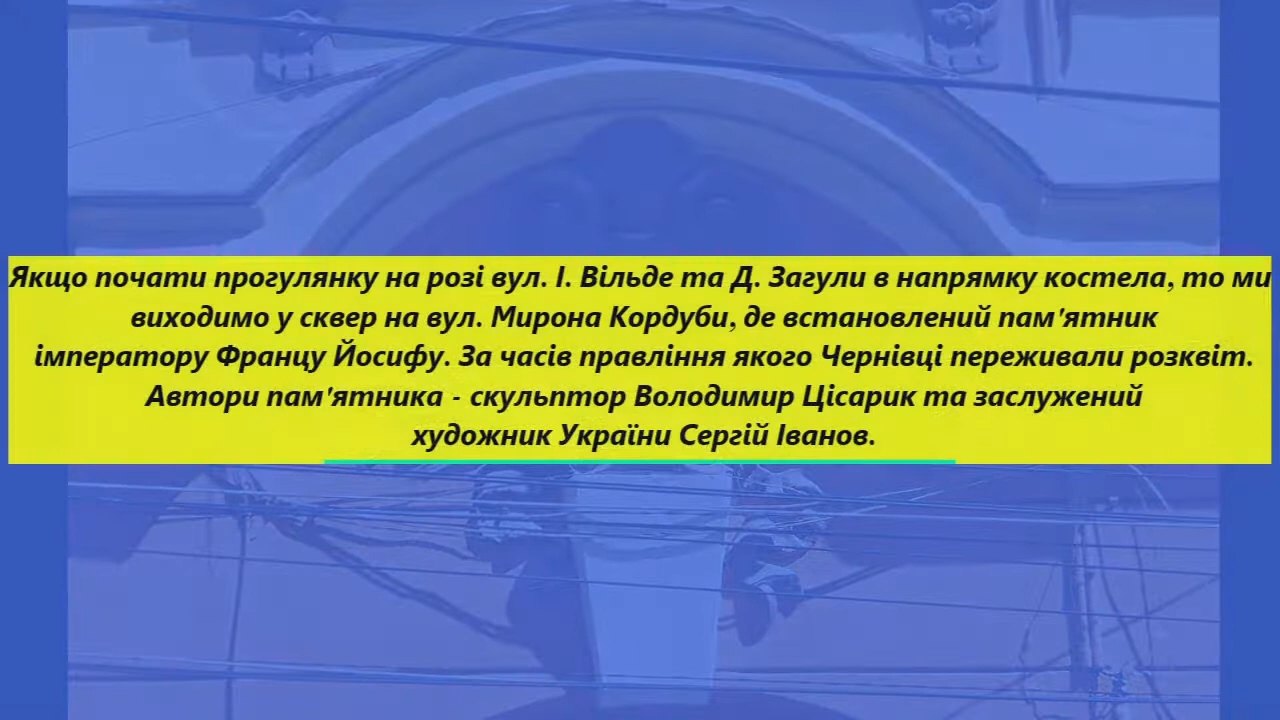 Якщо почати прогулянку на розі вул. І. Вільде та Д. Загули в напрямку костела, то ми
виходимо у сквер на вул. Мирона Кордуби, де встановлений пам'ятник
імператору Францу Йосифу. За часів правління якого Чернівці переживали розквіт.
Автори пам'ятника - скульптор Володимир Цісарик та заслужений
художник України Сергій Іванов.